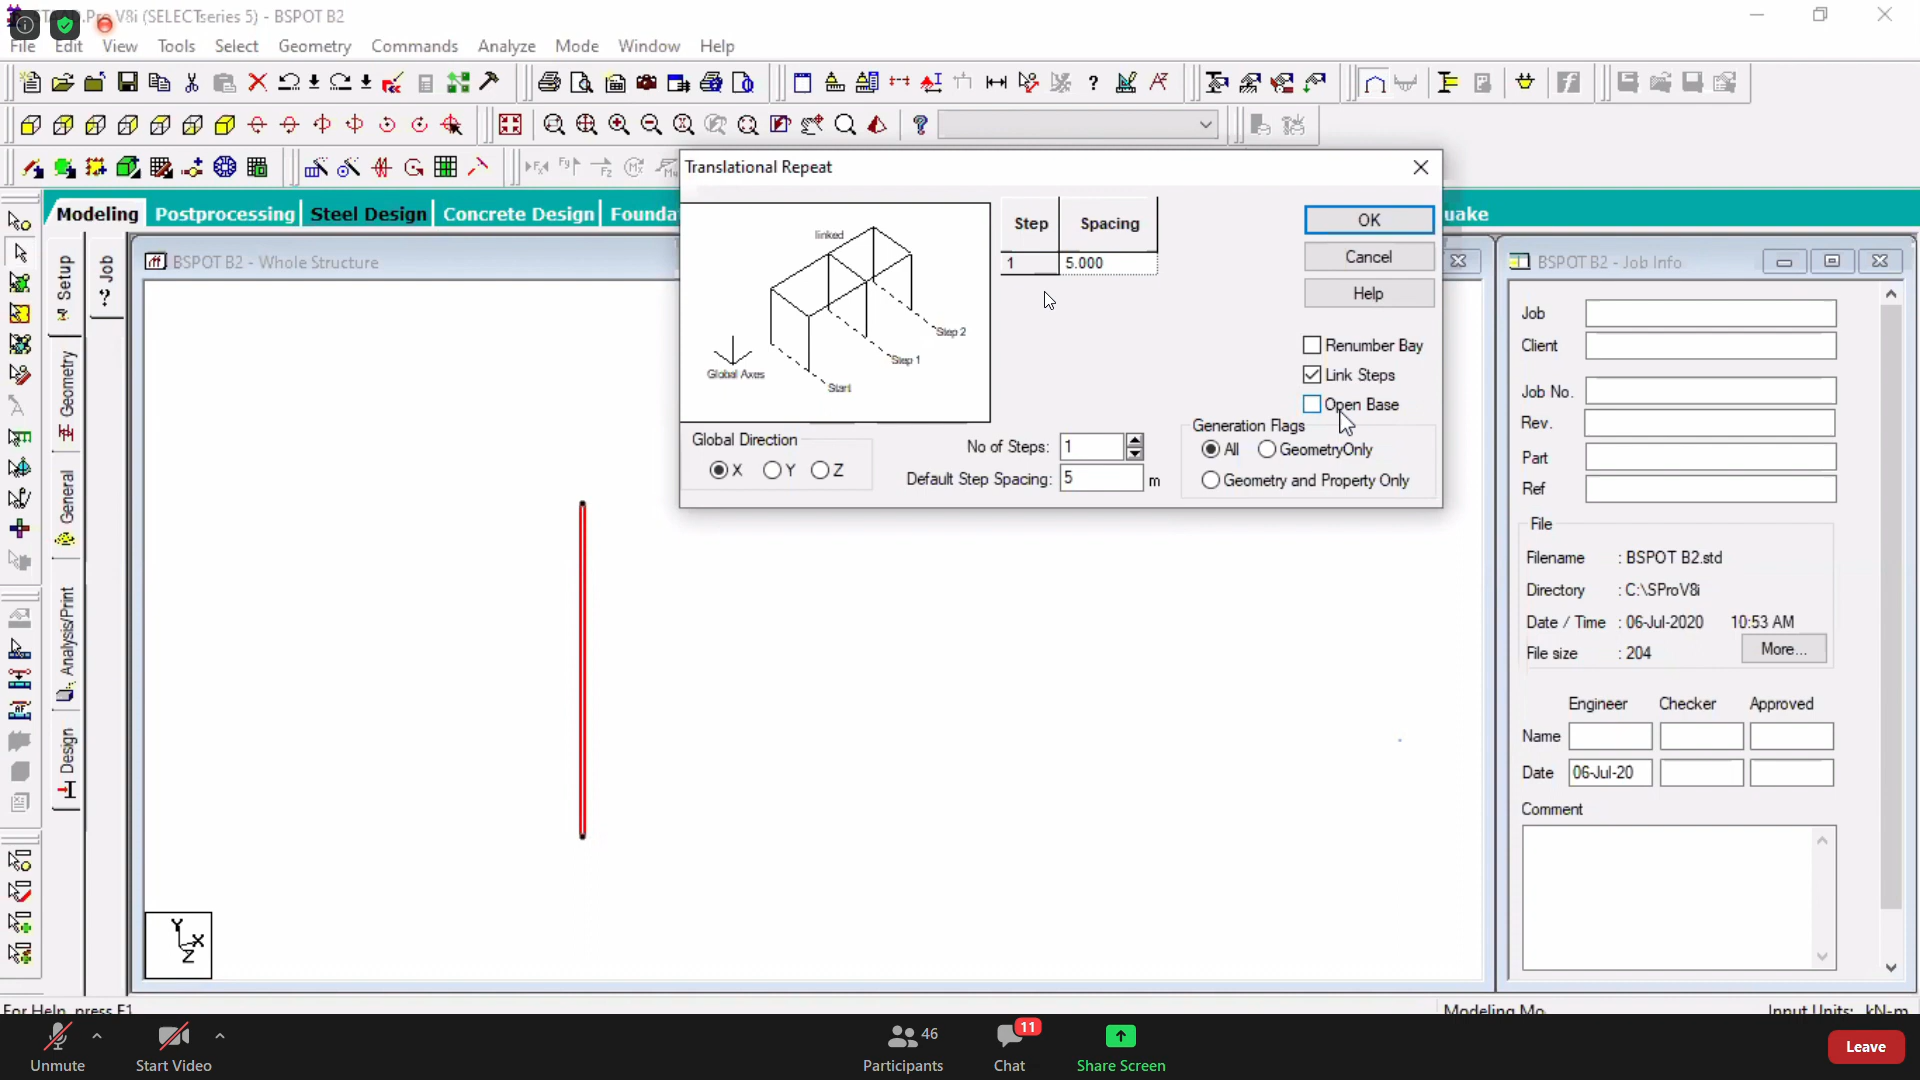 V8i (SELECTseries 5) - BSPOT B2
File Edit View Tools Select Geometry Commands Analyze Mode Window Help
Translational Repeat
Modeling Postprocessing Steel Design Concrete Design Founda uake
Setup
Job
Geometry
General
Analysis/Print
Design
BSPOT B2 - Whole Structure
linked
Step 2
Step 1
Start
Global Axes
Step Spacing
1 5.000
OK
Cancel
Help
Renumber Bay
Link Steps
Open Base
Generation Flags
All GeometryOnly
Geometry and Property Only
Global Direction
X Y Z
No of Steps: 1
Default Step Spacing: 5 m
Y
X
Z
BSPOT B2 - Job Info
Job
Client
Job No.
Rev.
Part
Ref
File
Filename : BSPOT B2.std
Directory : C:\SProV8i
Date / Time : 06-Jul-2020 10:53 AM
File size : 204
More...
Engineer Checker Approved
Name
Date 06-Jul-20
Comment
For Help, press F1
Modeling Mo
Input Units: kN-m
Unmute
Start Video
46
Participants
11
Chat
Share Screen
Leave